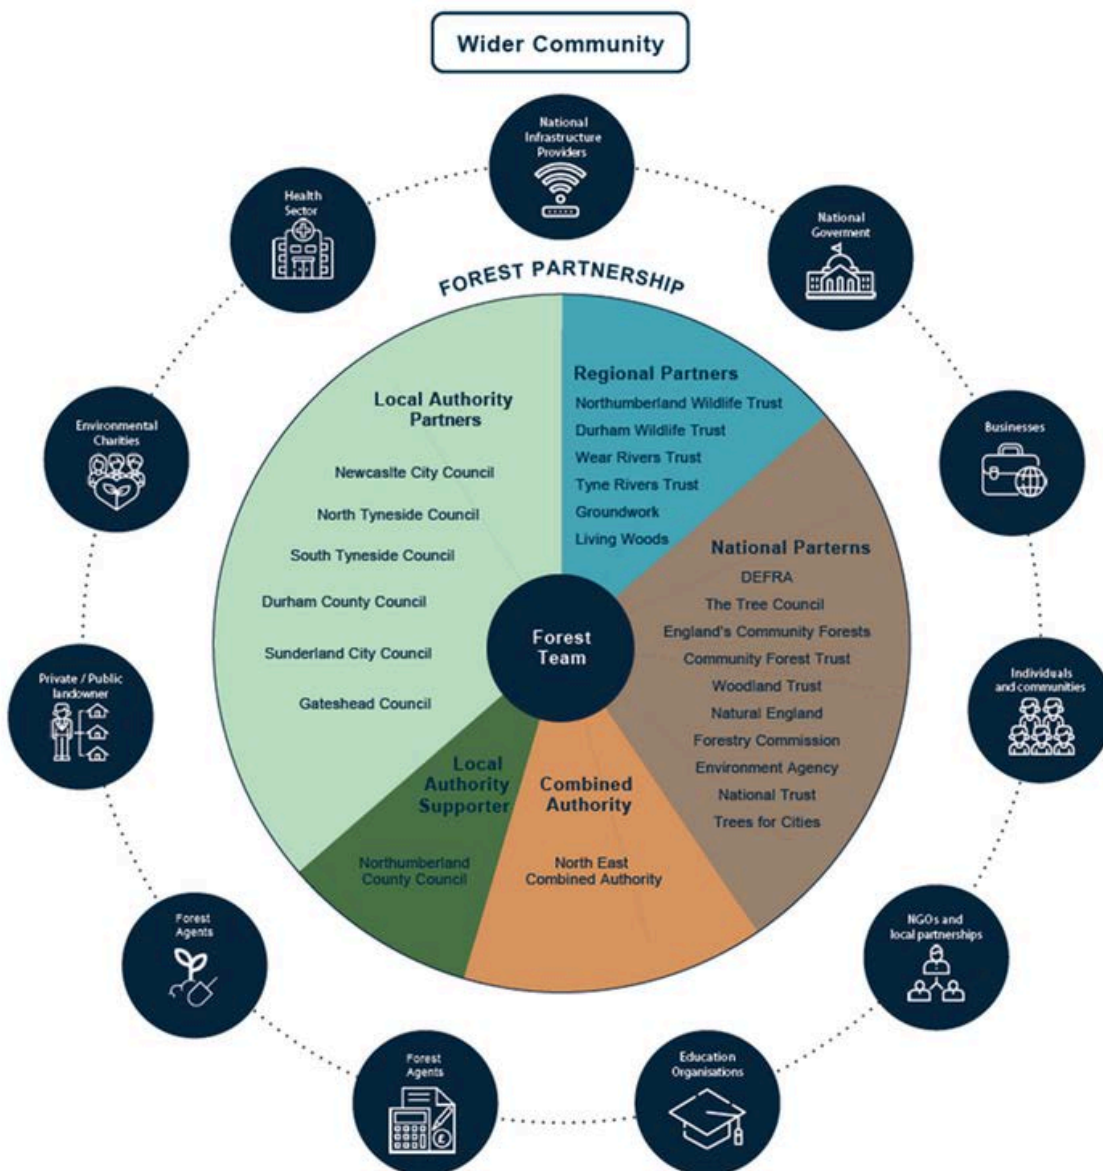 Wider Community
National
Infrastructure
Providers
National
Goverment
Businesses
Individuals
and communities
NGOs and
local partnerships
Education
Organisations
Forest
Agents
£
Forest
Agents
Private / Public
landowner
Environmental
Charities
Health
Sector
FOREST PARTNERSHIP
Regional Partners
Northumberland Wildlife Trust
Durham Wildlife Trust
Wear Rivers Trust
Tyne Rivers Trust
Groundwork
Living Woods
National Parterns
DEFRA
The Tree Council
England's Community Forests
Community Forest Trust
Woodland Trust
Natural England
Forestry Commission
Environment Agency
National Trust
Trees for Cities
Combined
Authority
North East
Combined Authority
Local
Authority
Supporter
Northumberland
County Council
Local Authority
Partners
Newcaslte City Council
North Tyneside Council
South Tyneside Council
Durham County Council
Sunderland City Council
Gateshead Council
Forest
Team